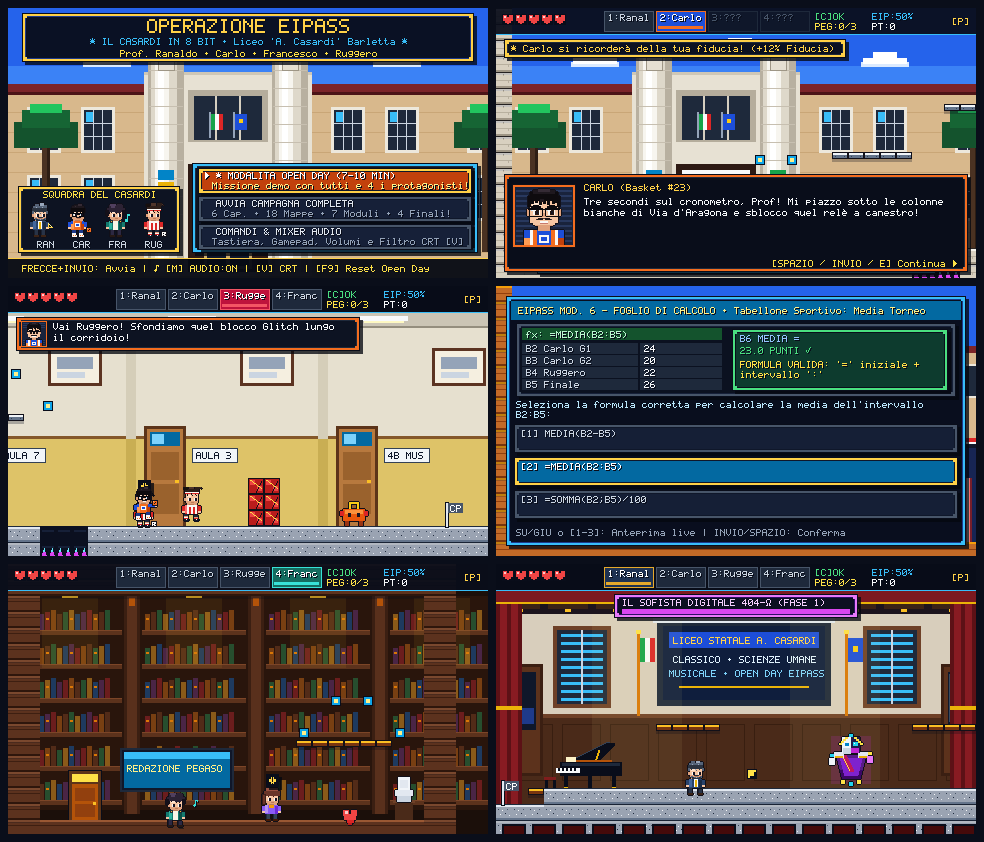 OPERAZIONE EIPASS
* IL CASARDI IN 8 BIT • Liceo 'A. Casardi' Barletta *
Prof. Ranaldo • Carlo • Francesco • Ruggero
* MODALITA OPEN DAY (7-10 MIN)
Missione demo con tutti e 4 i protagonisti!
AVVIA CAMPAGNA COMPLETA
6 Cap. • 18 Mappe • 7 Moduli • 4 Finali!
COMANDI & MIXER AUDIO
Tastiera, Gamepad, Volumi e Filtro CRT [V]
SQUADRA DEL CASARDI
RAN CAR FRA RUG
FRECCE+INVIO: Avvia | ♪ [M] AUDIO:ON | [V] CRT | [F9] Reset Open Day
1:Ranal 2:Carlo 3:??? 4:??? [C]OK EIP:50% [P]
PEG:0/3 PT:0
* Carlo si ricorderà della tua fiducia! (+12% Fiducia)
CARLO (Basket #23)
Tre secondi sul cronometro, Prof! Mi piazzo sotto le colonne
bianche di Via d'Aragona e sblocco quel relè a canestro!
[SPAZIO / INVIO / E] Continua
1:Ranal 2:Carlo 3:Rugge 4:Franc [C]OK EIP:50% [P]
PEG:0/3 PT:0
Vai Ruggero! Sfondiamo quel blocco Glitch lungo
il corridoio!
AULA 7
AULA 3
4B MUS
CP
EIPASS MOD. 6 - FOGLIO DI CALCOLO • Tabellone Sportivo: Media Torneo
fx: =MEDIA(B2:B5)
B2 Carlo G1 24
B3 Carlo G2 20
B4 Ruggero 22
B5 Finale 26
B6 MEDIA =
23.0 PUNTI ✓
FORMULA VALIDA: '=' iniziale +
intervallo ':'
Seleziona la formula corretta per calcolare la media dell'intervallo
B2:B5:
[1] MEDIA(B2-B5)
[2] =MEDIA(B2:B5)
[3] =SOMMA(B2;B5)/100
SU/GIU o [1-3]: Anteprima live | INVIO/SPAZIO: Conferma
1:Ranal 2:Carlo 3:Rugge 4:Franc [C]OK EIP:50% [P]
PEG:0/3 PT:0
REDAZIONE PEGASO
1:Ranal 2:Carlo 3:Rugge 4:Franc [C]OK EIP:50% [P]
PEG:0/3 PT:0
IL SOFISTA DIGITALE 404-Ω (FASE 1)
LICEO STATALE A. CASARDI
CLASSICO • SCIENZE UMANE
MUSICALE • OPEN DAY EIPASS
CP